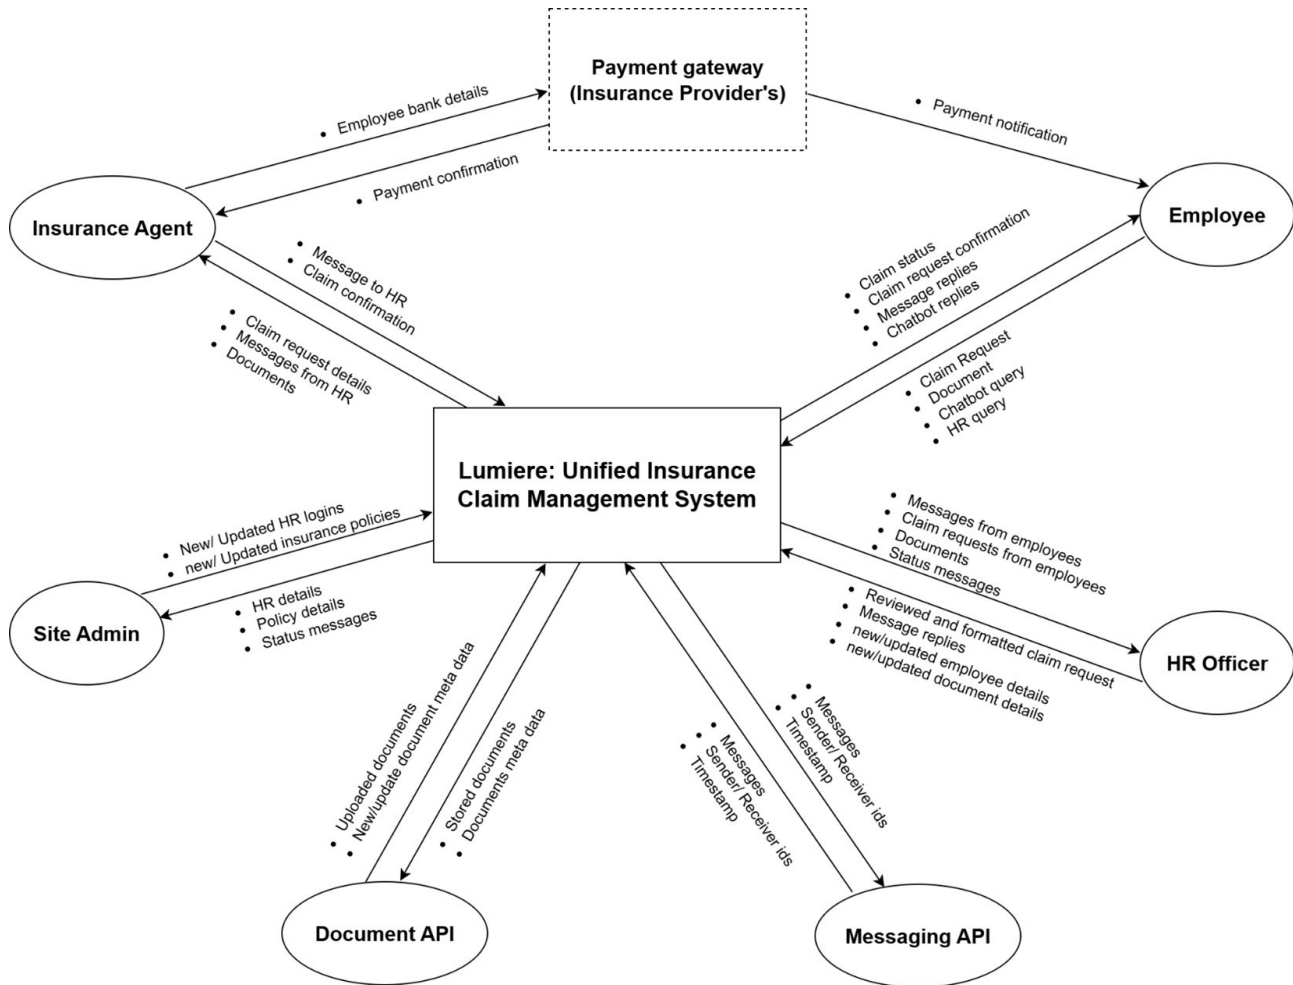 Payment gateway
(Insurance Provider's)
• Employee bank details
• Payment notification
• Payment confirmation
Insurance Agent
Employee
• Message to HR
• Claim confirmation
• Claim status
• Claim request confirmation
• Message replies
• Chatbot replies
• Claim request details
• Messages from HR
• Documents
• Claim Request
• Document
• Chatbot query
• HR query
Lumiere: Unified Insurance
Claim Management System
• New/ Updated HR logins
• new/ Updated insurance policies
• Messages from employees
• Claim requests from employees
• Documents
• Status messages
• HR details
• Policy details
• Status messages
• Reviewed and formatted claim request
• Message replies
• new/updated employee details
• new/updated document details
Site Admin
HR Officer
• Uploaded documents
• New/update document meta data
• Stored documents
• Documents meta data
• Messages
• Sender/ Receiver ids
• Timestamp
• Messages
• Sender/ Receiver ids
• Timestamp
Document API
Messaging API